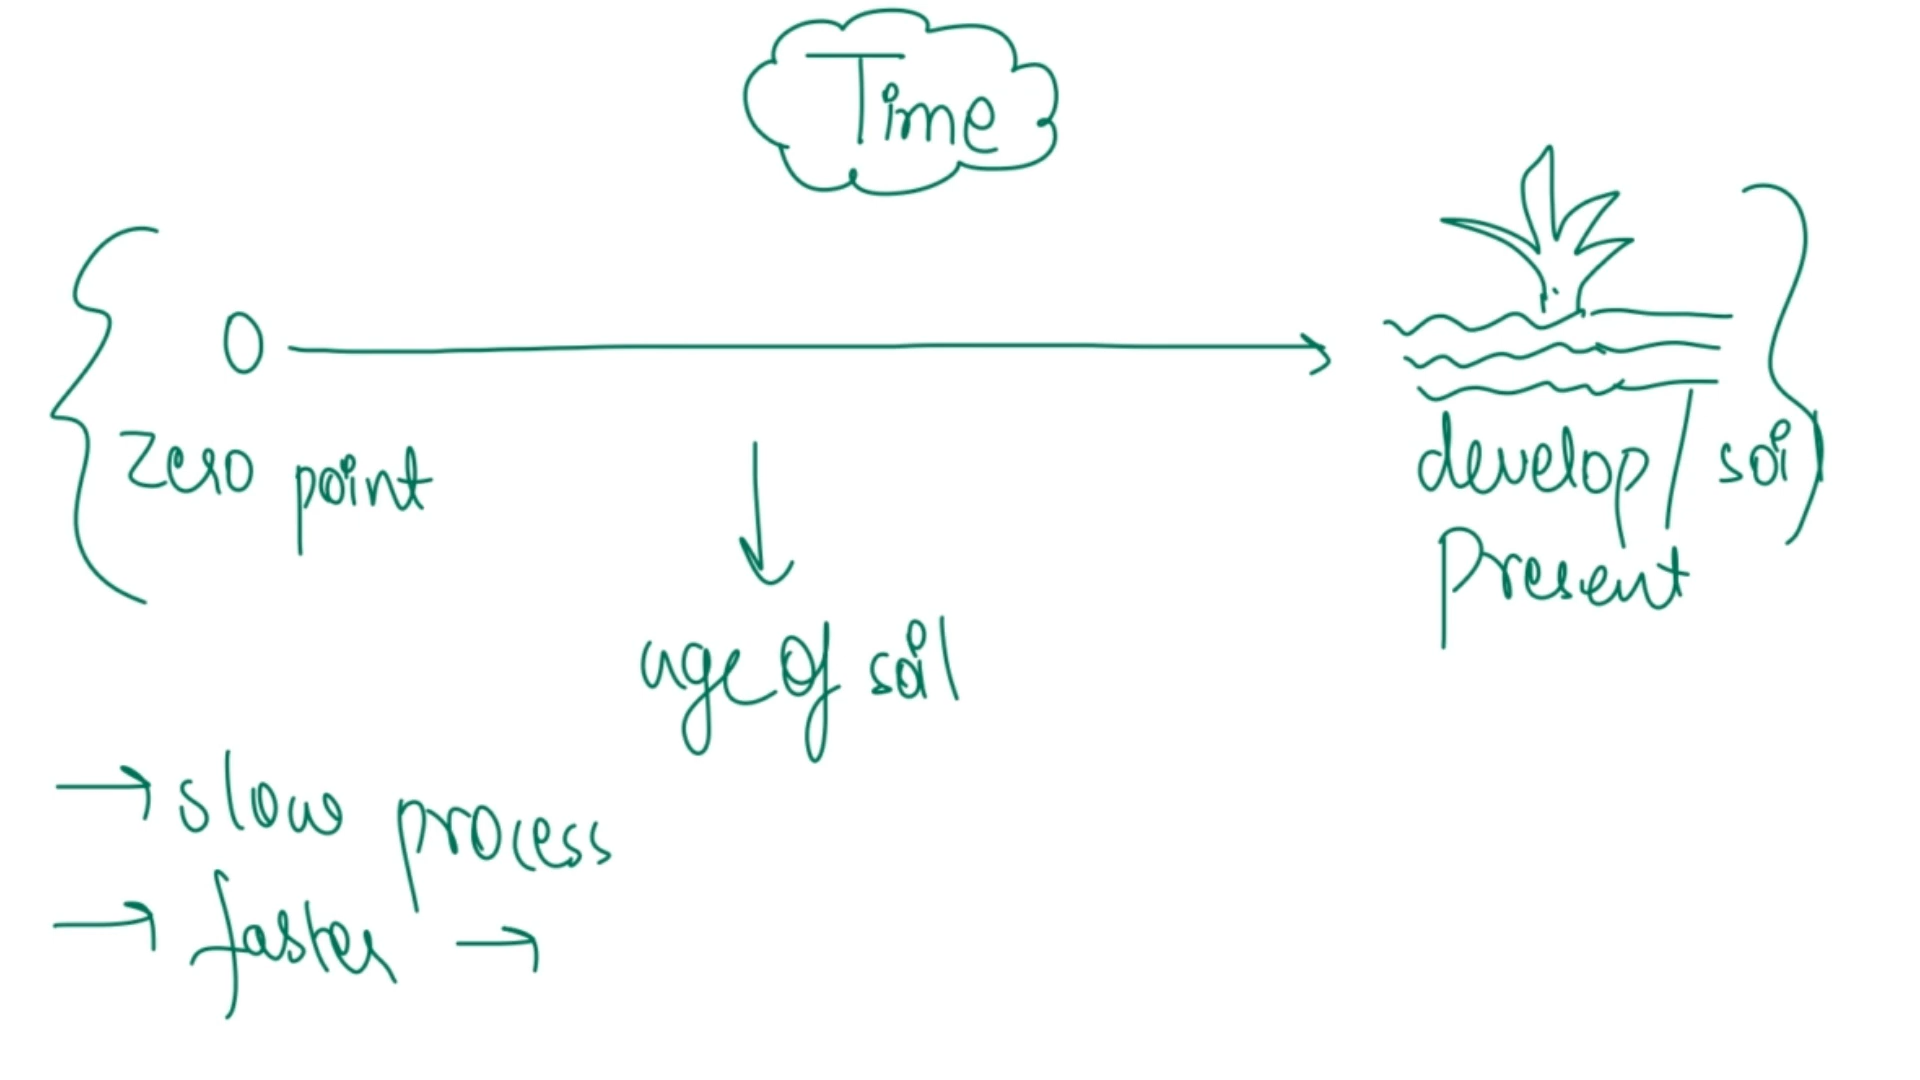 Time
0
zero point
develop / soil
present
age of soil
→ slow process
→ faster →